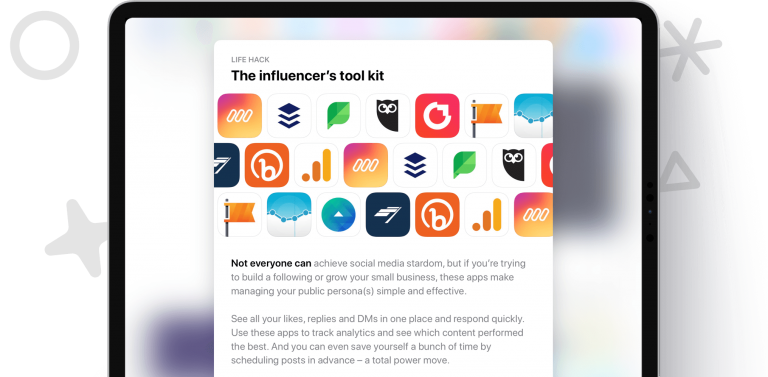 LIFE HACK
The influencer's tool kit
Not everyone can achieve social media stardom, but if you're trying
to build a following or grow your small business, these apps make
managing your public persona(s) simple and effective.
See all your likes, replies and DMs in one place and respond quickly.
Use these apps to track analytics and see which content performed
the best. And you can even save yourself a bunch of time by
scheduling posts in advance – a total power move.